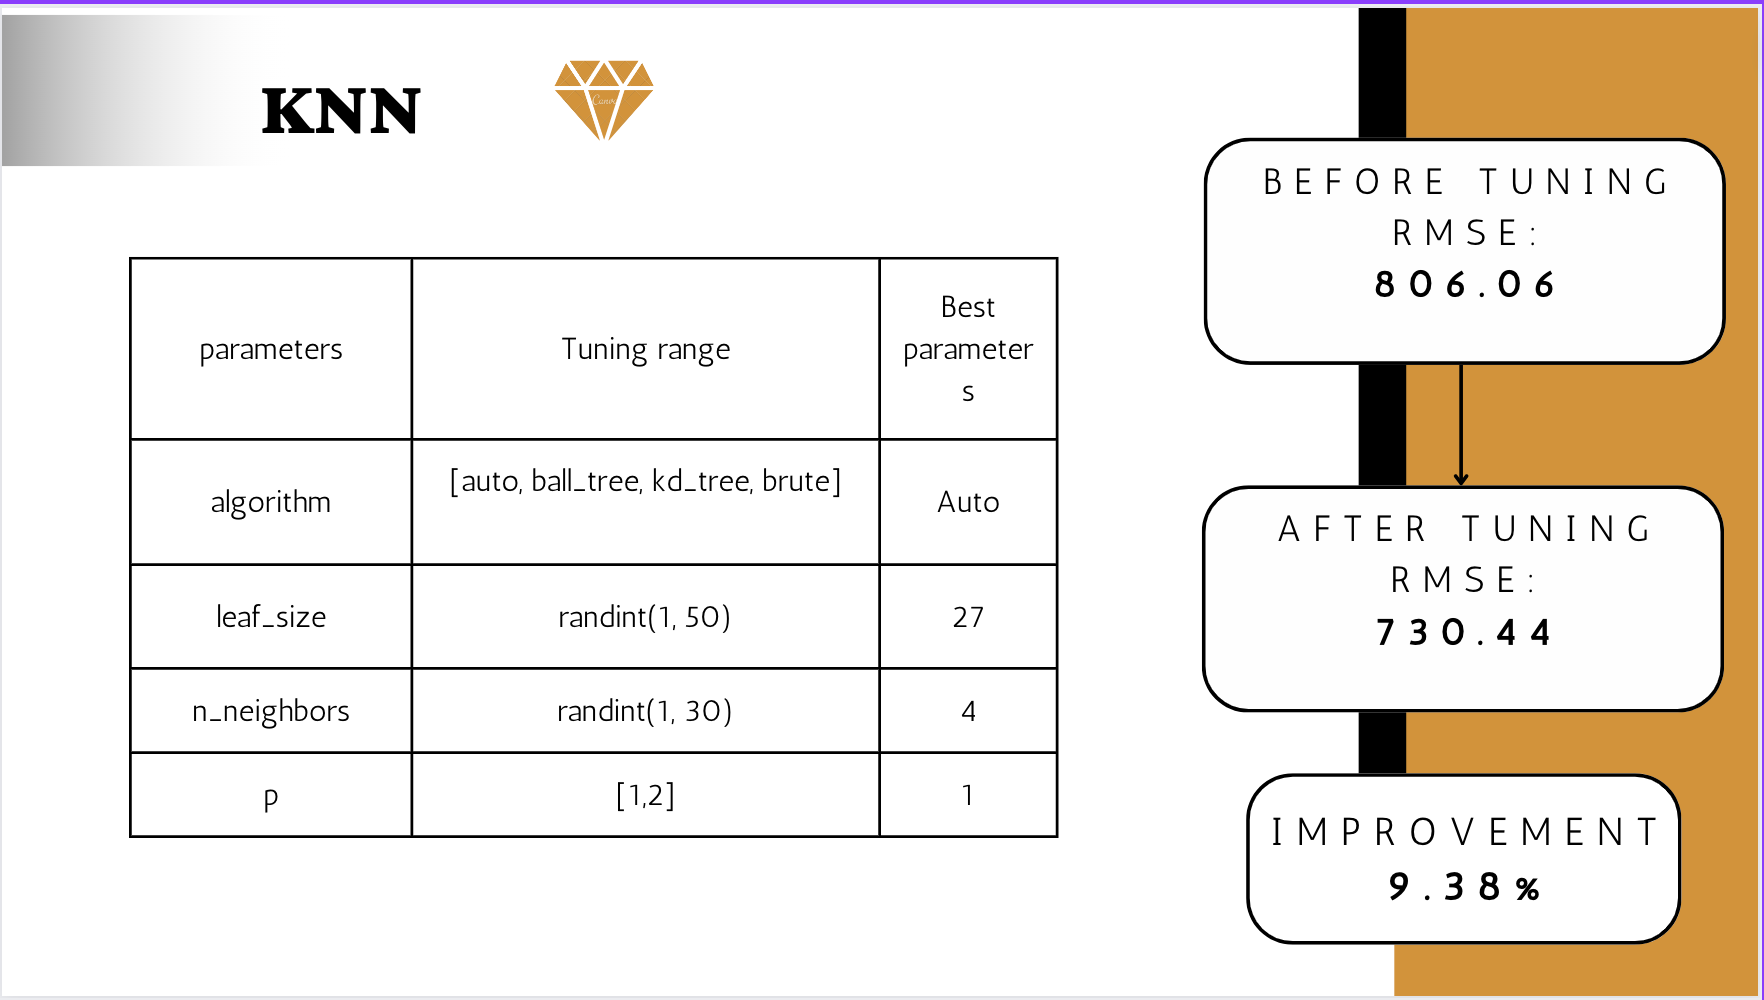 KNN
Canva
parameters
Tuning range
Best
parameter
s
algorithm
[auto, ball_tree, kd_tree, brute]
Auto
leaf_size
randint(1, 50)
27
n_neighbors
randint(1, 30)
4
p
[1,2]
1
BEFORE TUNING
RMSE:
806.06
AFTER TUNING
RMSE:
730.44
IMPROVEMENT
9.38%